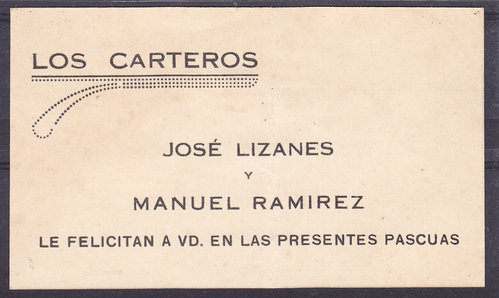 LOS CARTEROS
JOSÉ LIZANES
Y
MANUEL RAMIREZ
LE FELICITAN A VD. EN LAS PRESENTES PASCUAS